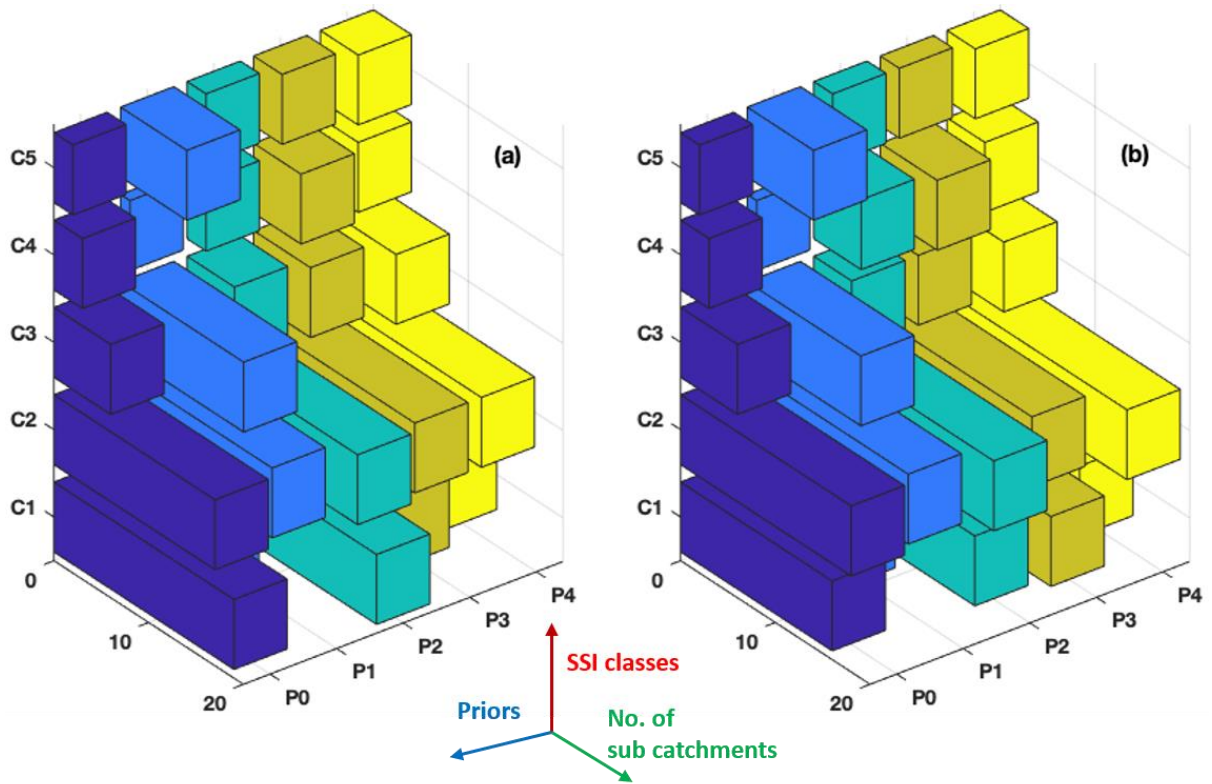 (a)
C5
C4
C3
C2
C1
0
10
20
P0
P1
P2
P3
P4
(b)
C5
C4
C3
C2
C1
0
10
20
P0
P1
P2
P3
P4
SSI classes
Priors
No. of
sub catchments